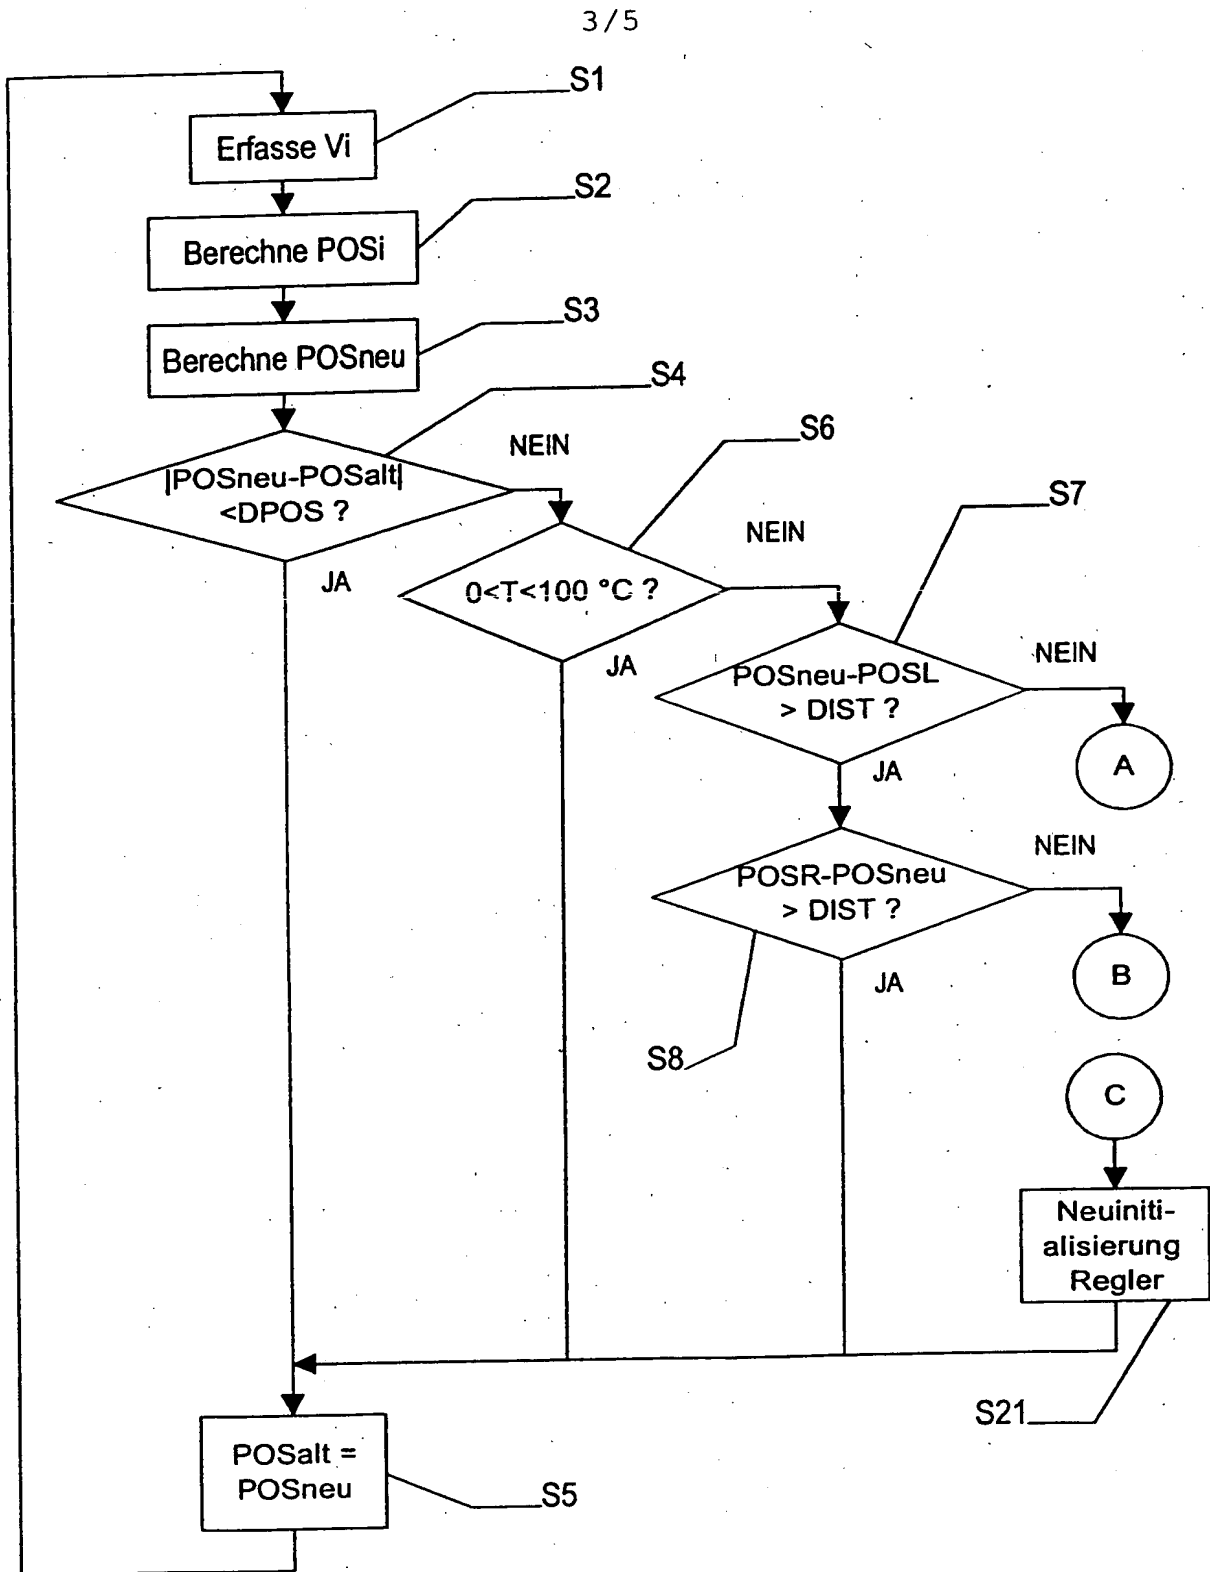 3/5
S1
Erfasse Vi
S2
Berechne POSi
S3
Berechne POSneu
S4
|POSneu-POSalt|
<DPOS ?
NEIN
JA
S6
0<T<100 °C ?
NEIN
JA
S7
POSneu-POSL
> DIST ?
NEIN
JA
A
POSR-POSneu
> DIST ?
NEIN
JA
B
S8
C
Neuiniti-
alisierung
Regler
S21
POSalt =
POSneu
S5